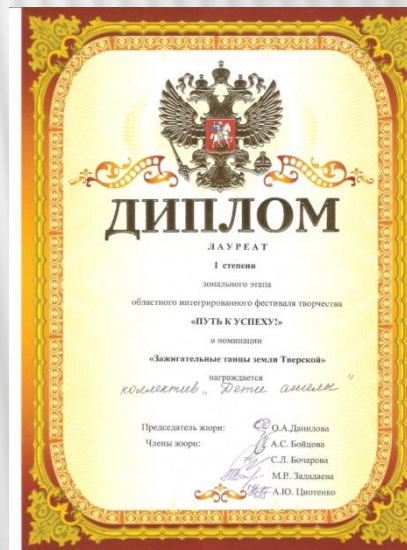 ДИПЛОМ
ЛАУРЕАТ
I степени
зонального этапа
областного интегрированного фестиваля творчества
«ПУТЬ К УСПЕХУ!»
в номинации
«Зажигательные танцы земли Тверской»
награждается
коллектив „Дети ангелы"
Председатель жюри: О.А.Данилова
Члены жюри: А.С. Бойцова
С.Л. Бочарова
М.В. Зададаева
А.Ю. Циотенко